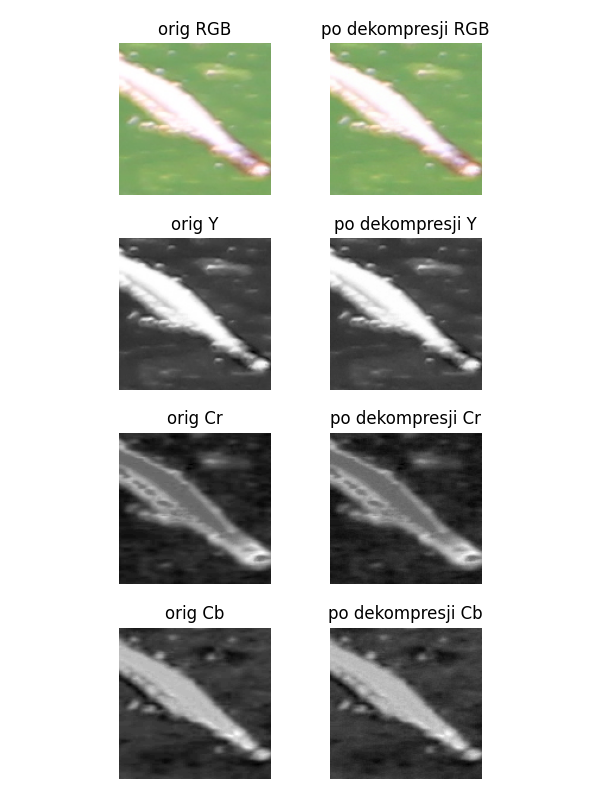 orig RGB
po dekompresji RGB
orig Y
po dekompresji Y
orig Cr
po dekompresji Cr
orig Cb
po dekompresji Cb